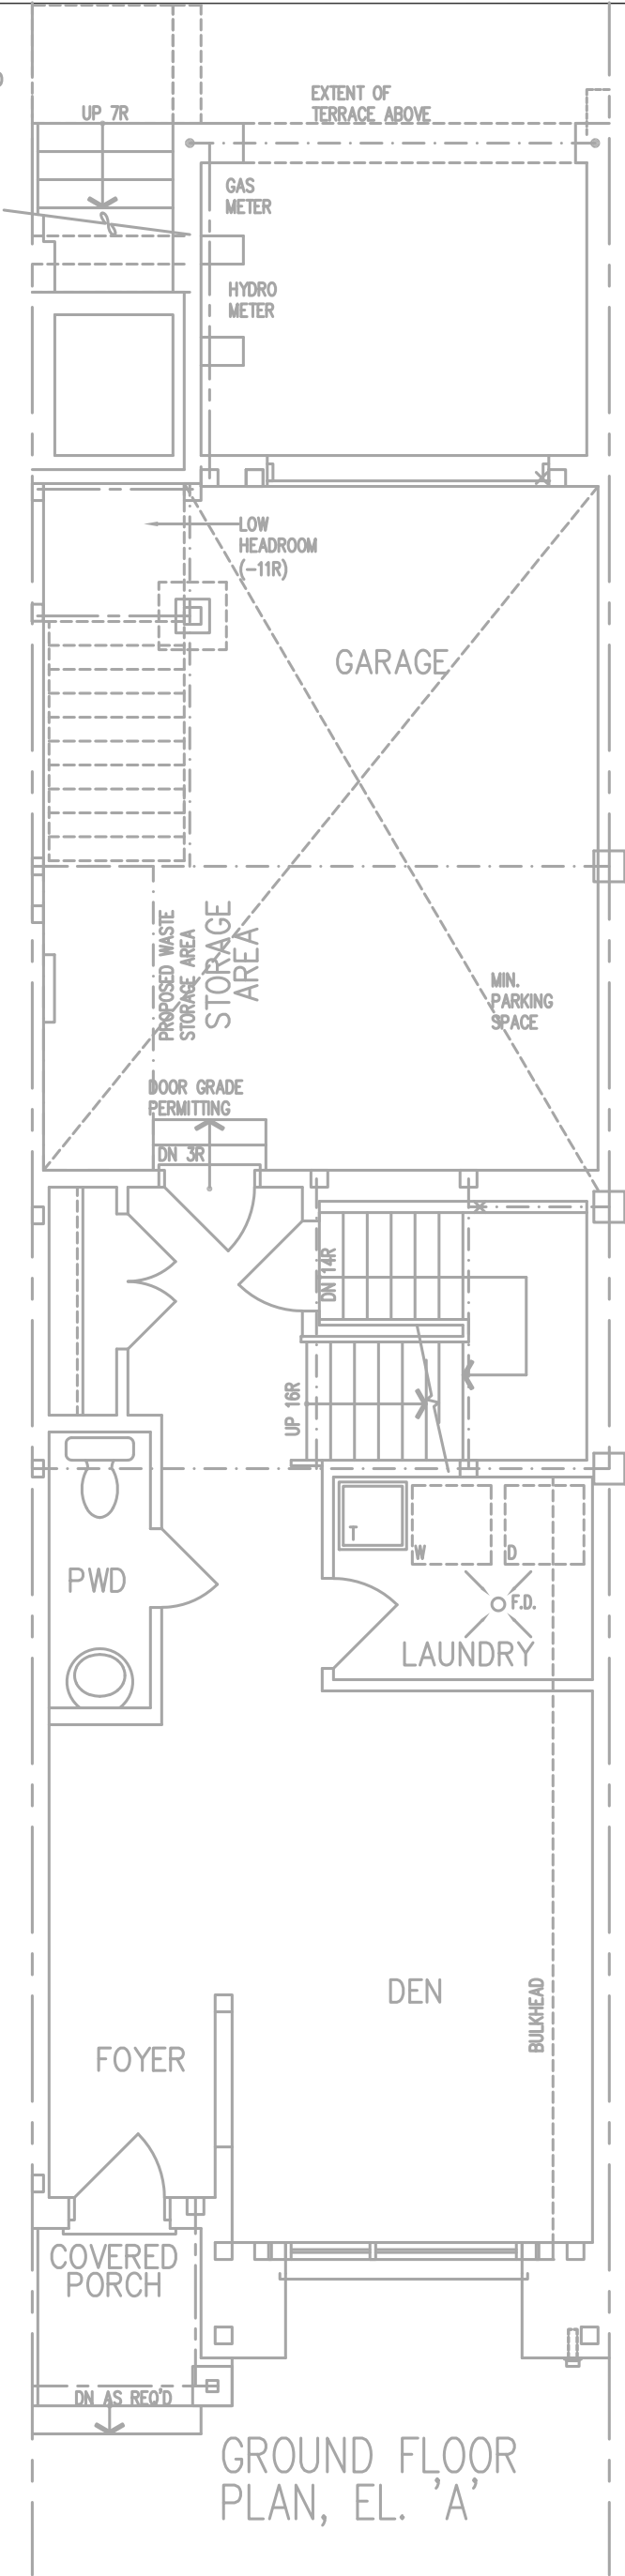 UP 7R
EXTENT OF
TERRACE ABOVE
GAS
METER
HYDRO
METER
LOW
HEADROOM
(-11R)
GARAGE
PROPOSED WASTE
STORAGE AREA
STORAGE
AREA
MIN.
PARKING
SPACE
DOOR GRADE
PERMITTING
DN 3R
DN 14R
UP 16R
T
W
D
PWD
F.D.
LAUNDRY
DEN
BULKHEAD
FOYER
COVERED
PORCH
DN AS REQ'D
GROUND FLOOR
PLAN, EL. 'A'